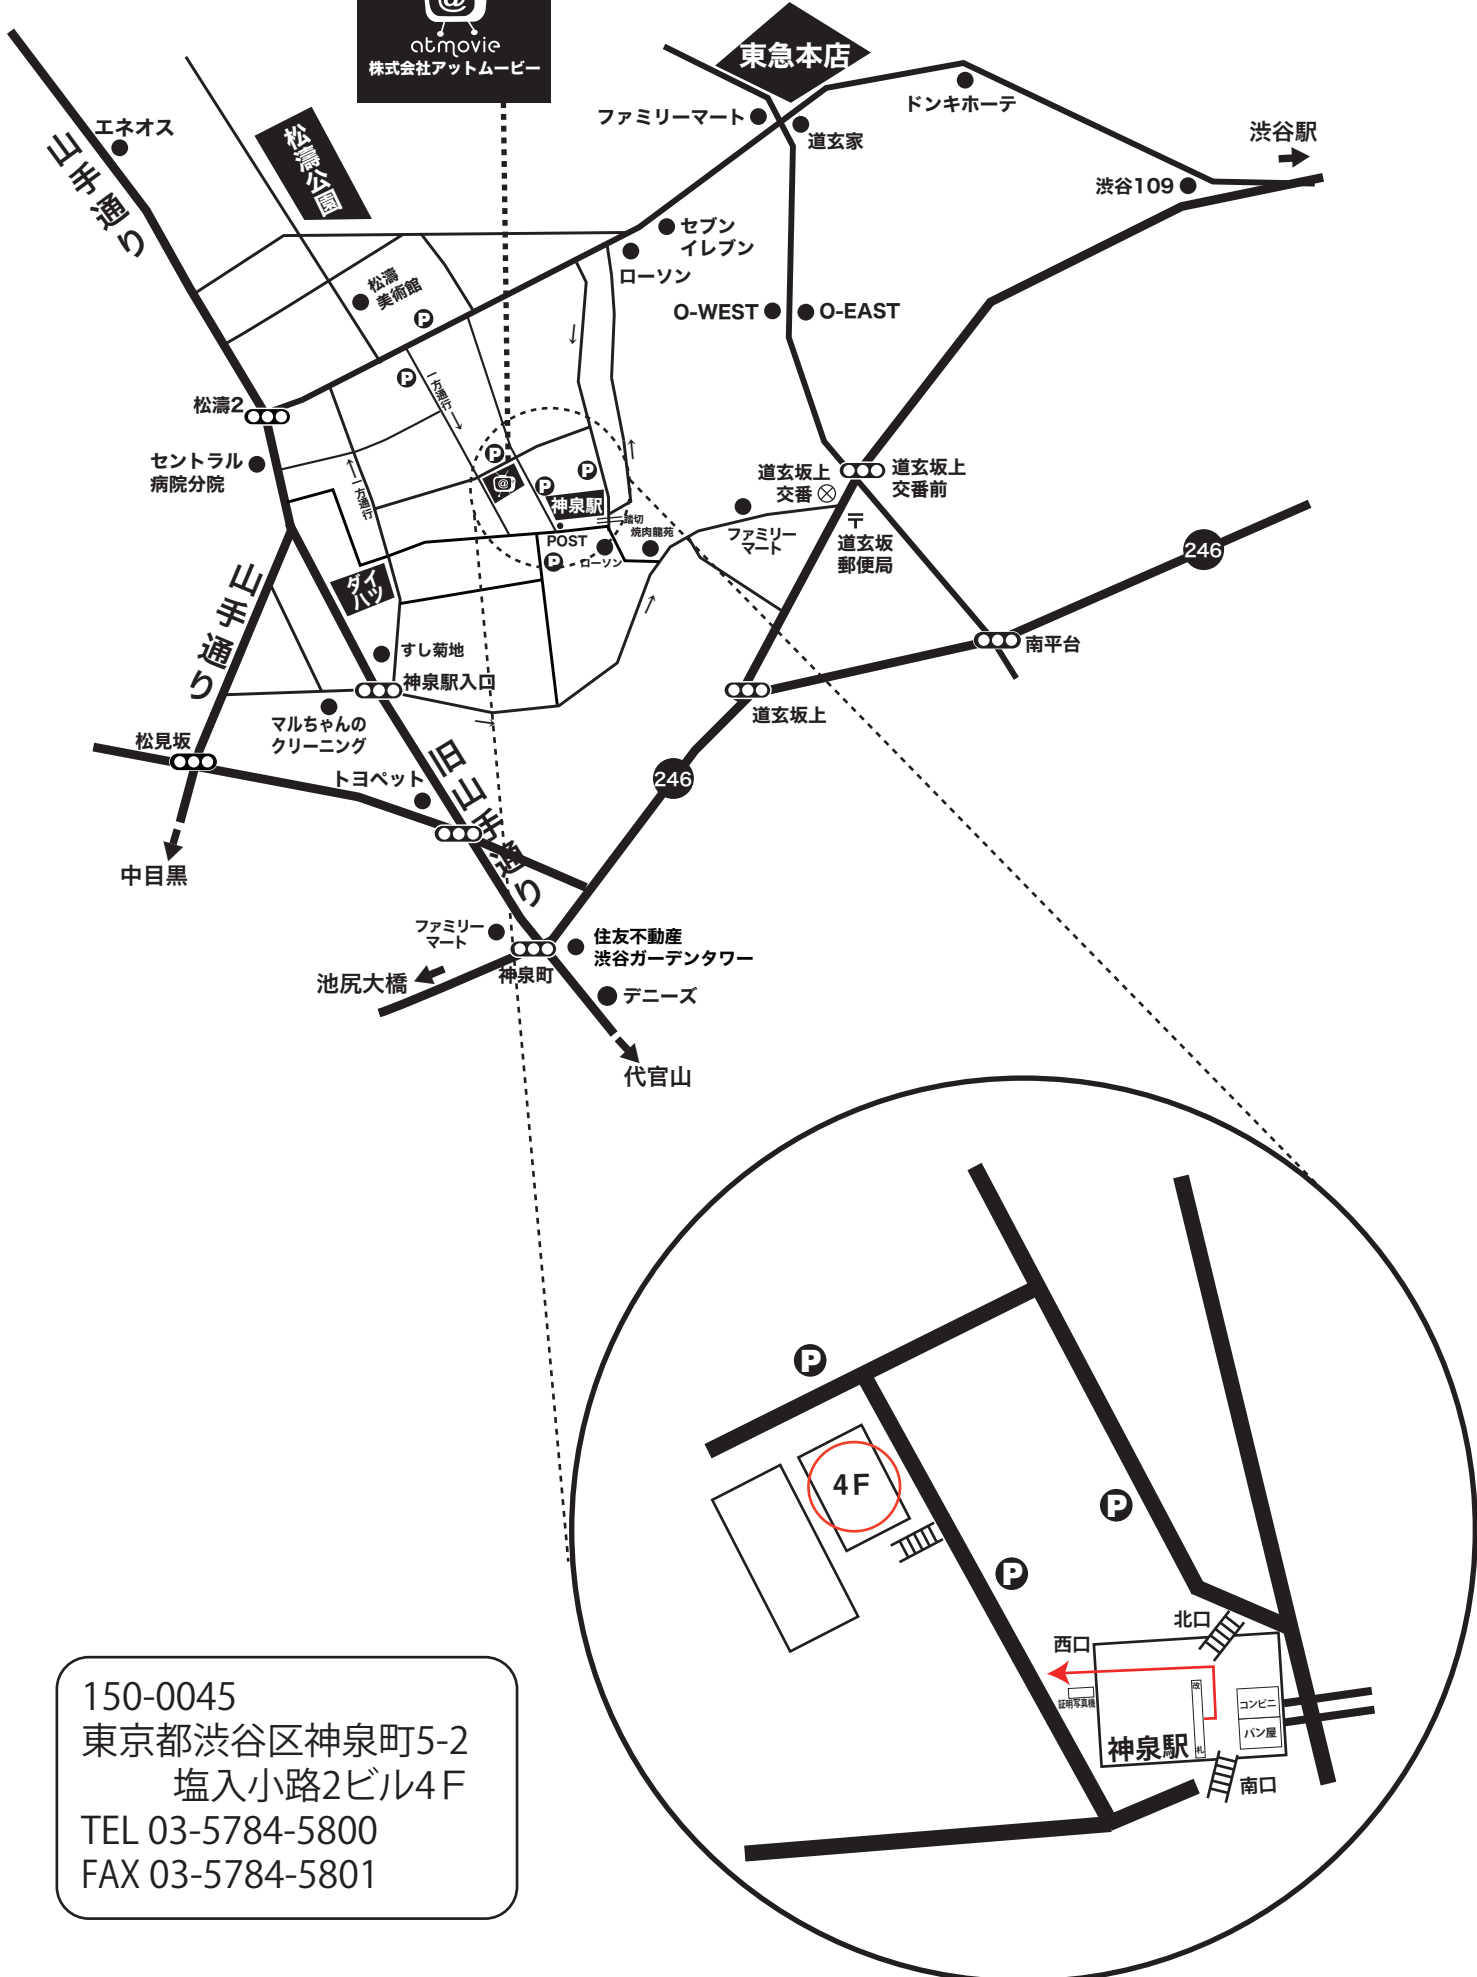 @
atmovie
株式会社アットムービー
東急本店
ドンキホーテ
ファミリーマート
道玄家
渋谷駅
渋谷109
エネオス
山手通り
松濤公園
セブン
イレブン
ローソン
松濤
美術館
P
O-WEST
O-EAST
P
一方通行
松濤2
セントラル
病院分院
一方通行
P
@
P
P
神泉駅
踏切
POST
P
ローソン
焼肉龍苑
道玄坂上
交番
道玄坂上
交番前
ファミリー
マート
〒
道玄坂
郵便局
246
南平台
ダイ
ハツ
山手通り
すし菊地
神泉駅入口
マルちゃんの
クリーニング
道玄坂上
松見坂
トヨペット
旧山手通り
246
中目黒
ファミリー
マート
住友不動産
渋谷ガーデンタワー
神泉町
池尻大橋
デニーズ
代官山
P
4F
P
P
北口
西口
証明写真機
改
札
コンビニ
パン屋
神泉駅
南口
150-0045
東京都渋谷区神泉町5-2
塩入小路2ビル4F
TEL 03-5784-5800
FAX 03-5784-5801